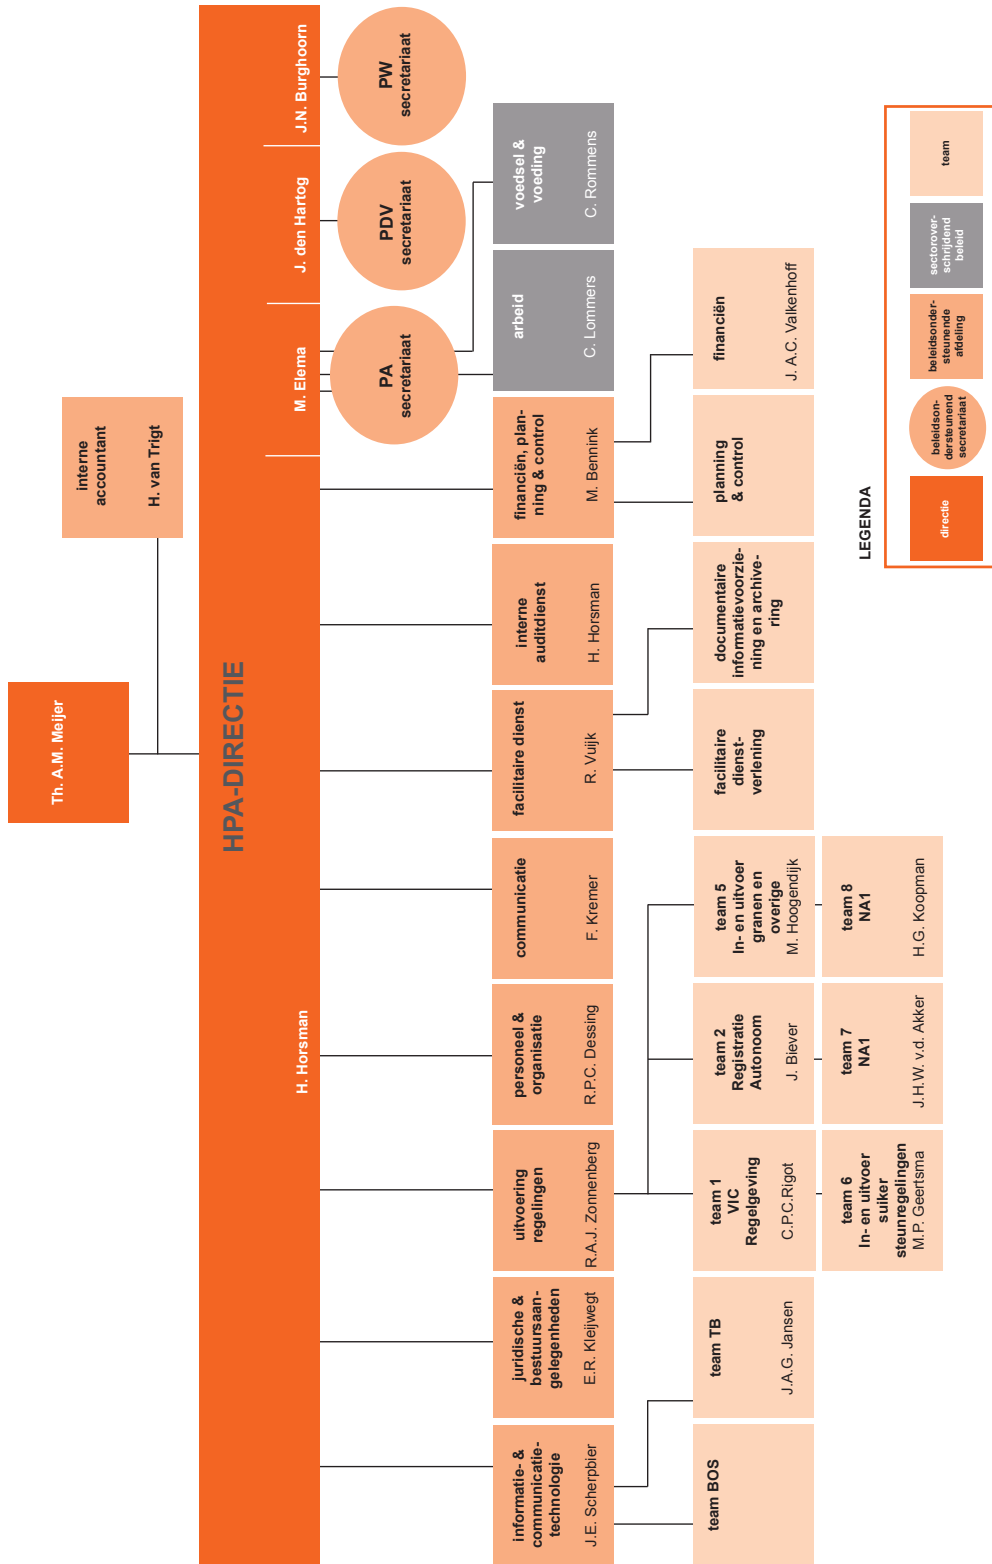 Th. A.M. Meijer
interne
accountant
H. van Trigt
HPA-DIRECTIE
H. Horsman
M. Elema
J. den Hartog
J.N. Burghoorn
PA
secretariaat
PDV
secretariaat
PW
secretariaat
informatie- &
communicatie-
technologie
J.E. Scherpbier
juridische &
bestuursaan-
gelegenheden
E.R. Kleijwegt
uitvoering
regelingen
R.A.J. Zonnenberg
personeel &
organisatie
R.P.C. Dessing
communicatie
F. Kremer
facilitaire dienst
R. Vuijk
interne
auditdienst
H. Horsman
financiën, plan-
ning & control
M. Bennink
arbeid
C. Lommers
voedsel &
voeding
C. Rommens
team BOS
team TB
J.A.G. Jansen
team 1
VIC
Regelgeving
C.P.C.Rigot
team 2
Registratie
Autonoom
J. Biever
team 5
In- en uitvoer
granen en
overige
M. Hoogendijk
facilitaire
dienst-
verlening
documentaire
informatievoorzie-
ning en archive-
ring
planning
& control
financiën
J. A.C. Valkenhoff
team 6
In- en uitvoer
suiker
steunregelingen
M.P. Geertsma
team 7
NA1
J.H.W. v.d. Akker
team 8
NA1
H.G. Koopman
LEGENDA
directie
beleidson-
dersteunend
secretariaat
beleidsonder-
steunende
afdeling
sectorover-
schrijdend
beleid
team